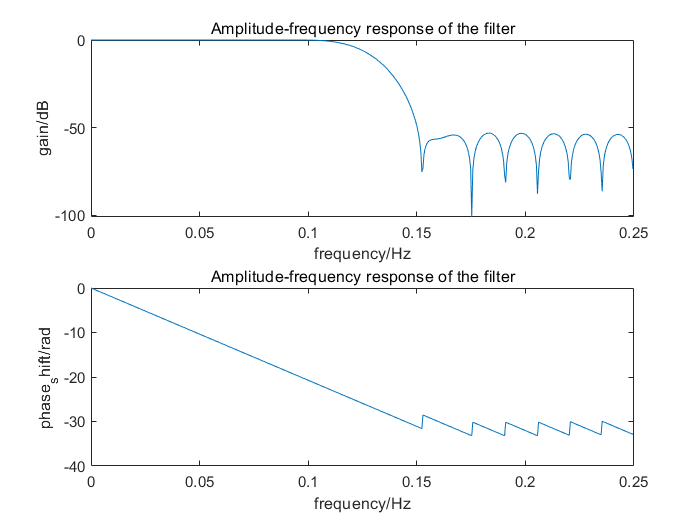 Amplitude-frequency response of the filter
gain/dB
0
-50
-100
0 0.05 0.1 0.15 0.2 0.25
frequency/Hz
Amplitude-frequency response of the filter
phase_shift/rad
0
-10
-20
-30
-40
0 0.05 0.1 0.15 0.2 0.25
frequency/Hz